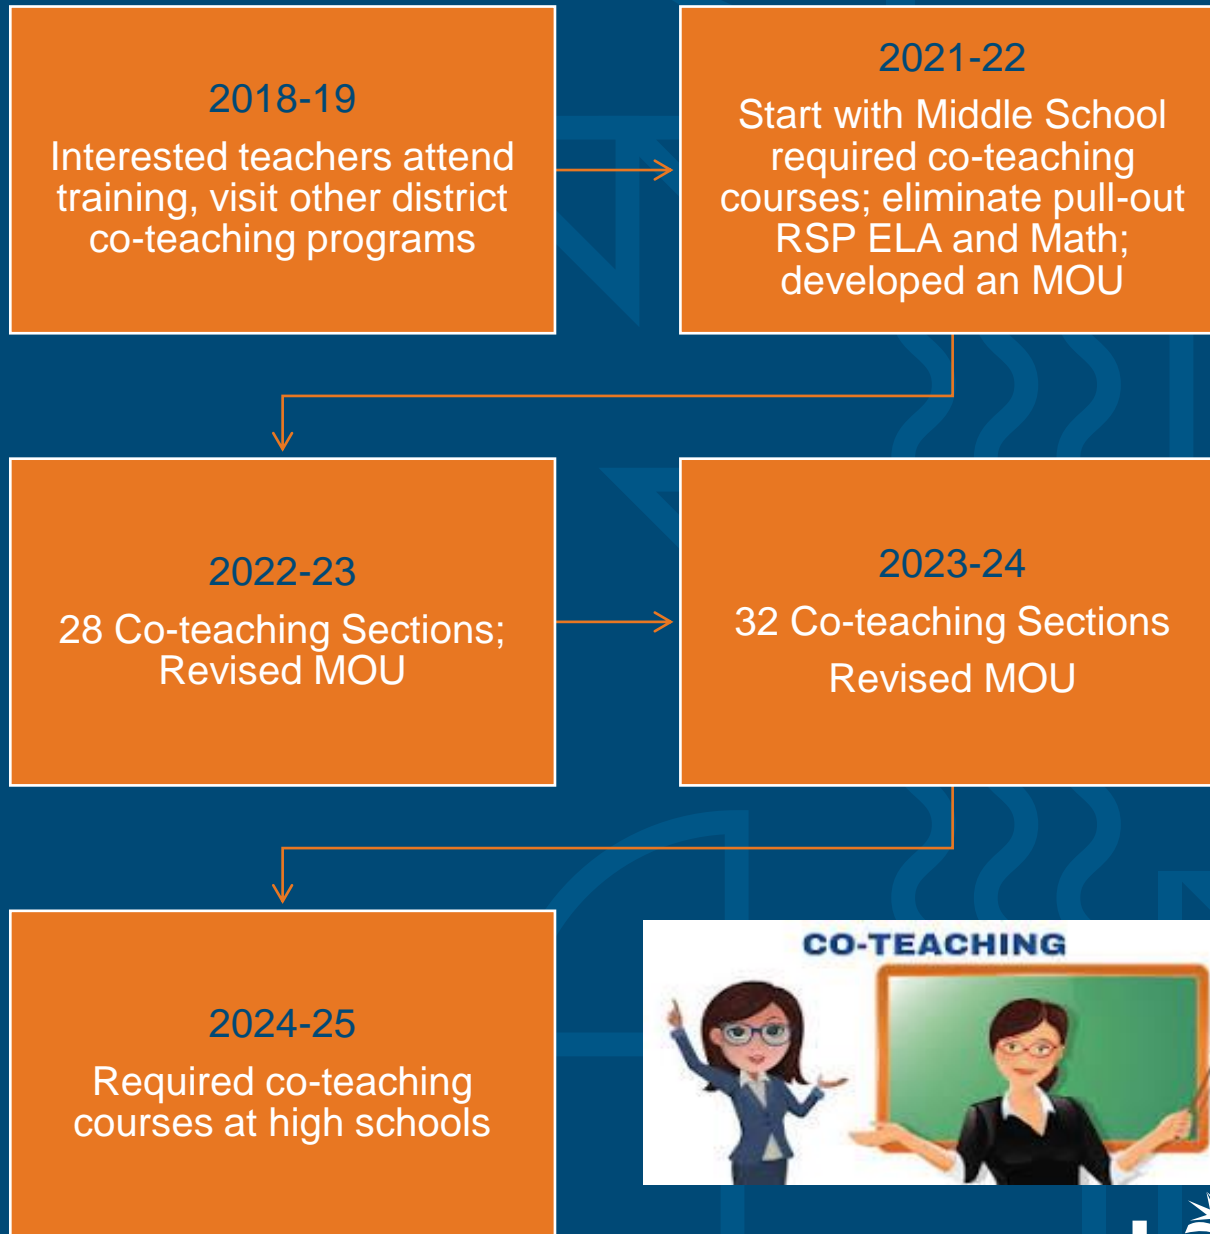 2018-19
Interested teachers attend
training, visit other district
co-teaching programs
2021-22
Start with Middle School
required co-teaching
courses; eliminate pull-out
RSP ELA and Math;
developed an MOU
2022-23
28 Co-teaching Sections;
Revised MOU
2023-24
32 Co-teaching Sections
Revised MOU
2024-25
Required co-teaching
courses at high schools
CO-TEACHING